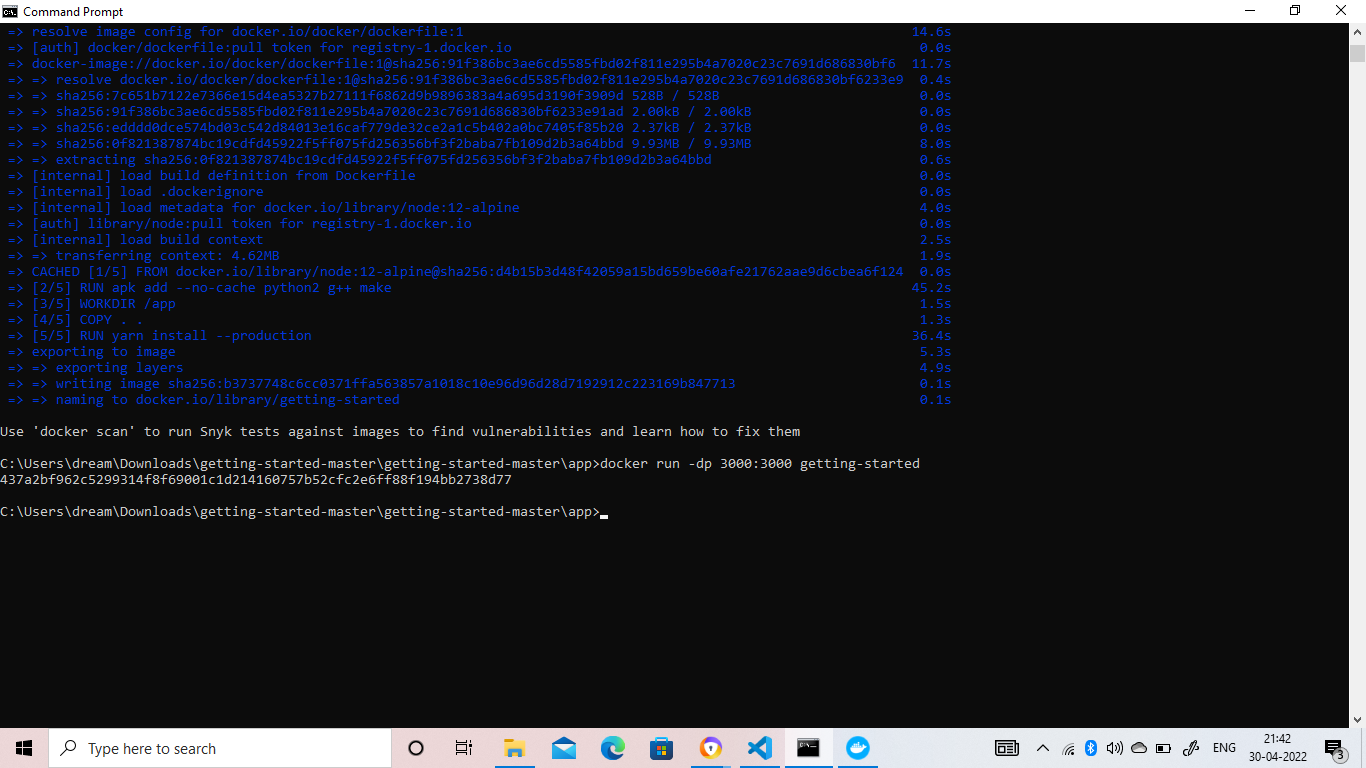 Command Prompt
=> resolve image config for docker.io/docker/dockerfile:1 14.6s
=> [auth] docker/dockerfile:pull token for registry-1.docker.io 0.0s
=> docker-image://docker.io/docker/dockerfile:1@sha256:91f386bc3ae6cd5585fbd02f811e295b4a7020c23c7691d686830bf6 11.7s
=> => resolve docker.io/docker/dockerfile:1@sha256:91f386bc3ae6cd5585fbd02f811e295b4a7020c23c7691d686830bf6233e9 0.4s
=> => sha256:7c651b7122e7366e15d4ea5327b27111f6862d9b9896383a4a695d3190f3909d 528B / 528B 0.0s
=> => sha256:91f386bc3ae6cd5585fbd02f811e295b4a7020c23c7691d686830bf6233e91ad 2.00kB / 2.00kB 0.0s
=> => sha256:edddd0dce574bd03c542d84013e16caf779de32ce2a1c5b402a0bc7405f85b20 2.37kB / 2.37kB 0.0s
=> => sha256:0f821387874bc19cdfd45922f5ff075fd256356bf3f2baba7fb109d2b3a64bbd 9.93MB / 9.93MB 8.0s
=> => extracting sha256:0f821387874bc19cdfd45922f5ff075fd256356bf3f2baba7fb109d2b3a64bbd 0.6s
=> [internal] load build definition from Dockerfile 0.0s
=> [internal] load .dockerignore 0.0s
=> [internal] load metadata for docker.io/library/node:12-alpine 4.0s
=> [auth] library/node:pull token for registry-1.docker.io 0.0s
=> [internal] load build context 2.5s
=> => transferring context: 4.62MB 1.9s
=> CACHED [1/5] FROM docker.io/library/node:12-alpine@sha256:d4b15b3d48f42059a15bd659be60afe21762aae9d6cbea6f124 0.0s
=> [2/5] RUN apk add --no-cache python2 g++ make 45.2s
=> [3/5] WORKDIR /app 1.5s
=> [4/5] COPY . . 1.3s
=> [5/5] RUN yarn install --production 36.4s
=> exporting to image 5.3s
=> => exporting layers 4.9s
=> => writing image sha256:b3737748c6cc0371ffa563857a1018c10e96d96d28d7192912c223169b847713 0.1s
=> => naming to docker.io/library/getting-started 0.1s
Use 'docker scan' to run Snyk tests against images to find vulnerabilities and learn how to fix them
C:\Users\dream\Downloads\getting-started-master\getting-started-master\app>docker run -dp 3000:3000 getting-started
437a2bf962c5299314f8f69001c1d214160757b52cfc2e6ff88f194bb2738d77
C:\Users\dream\Downloads\getting-started-master\getting-started-master\app>
Type here to search
ENG
21:42
30-04-2022
3